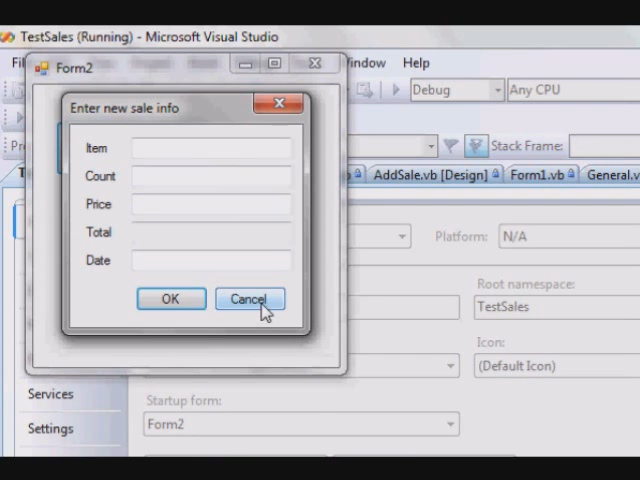 TestSales (Running) - Microsoft Visual Studio
Form2
Window Help
Debug
Any CPU
Enter new sale info
Item
Count
Price
Total
Date
OK
Cancel
Stack Frame:
AddSale.vb [Design]
Form1.vb
General.v
Platform:
N/A
Root namespace:
TestSales
Icon:
(Default Icon)
Services
Settings
Startup form:
Form2